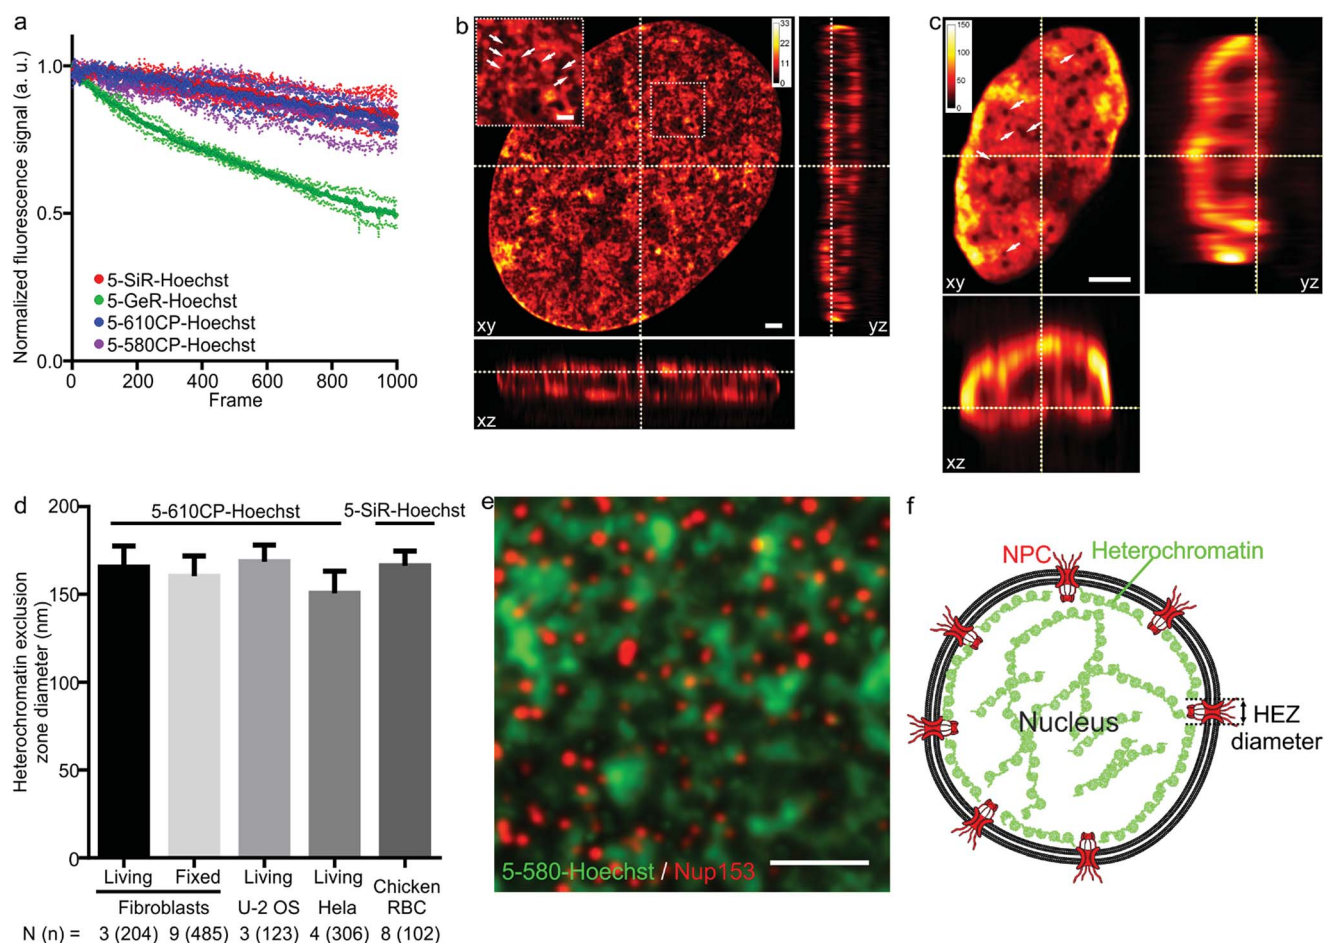 a
Normalized fluorescence signal (a. u.)
1.0
0.5
0.0
0 200 400 600 800 1000
Frame
5-SiR-Hoechst
5-GeR-Hoechst
5-610CP-Hoechst
5-580CP-Hoechst
b
33
22
11
0
xy
yz
xz
c
150
100
50
0
xy
yz
xz
d
Heterochromatin exclusion
zone diameter (nm)
200
150
100
50
0
5-610CP-Hoechst
5-SiR-Hoechst
Living Fixed Living Living Chicken
Fibroblasts U-2 OS Hela RBC
N (n) = 3 (204) 9 (485) 3 (123) 4 (306) 8 (102)
e
5-580-Hoechst / Nup153
f
NPC
Heterochromatin
Nucleus
HEZ
diameter